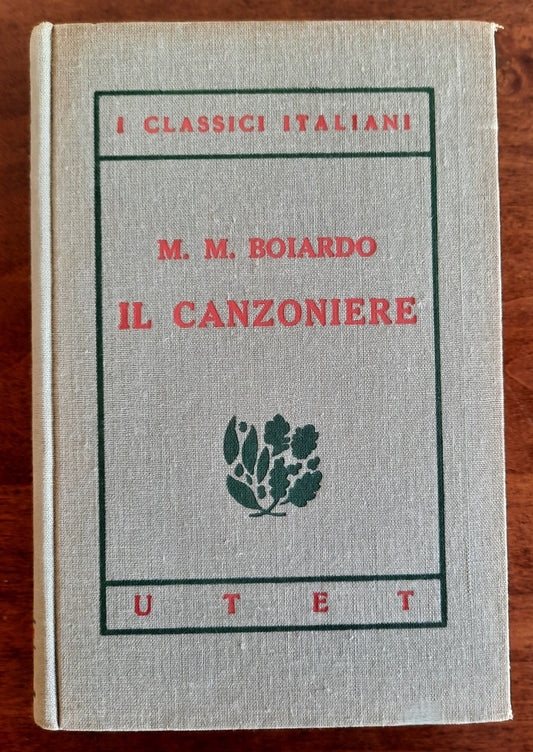 I CLASSICI ITALIANI
M. M. BOIARDO
IL CANZONIERE
U T E T